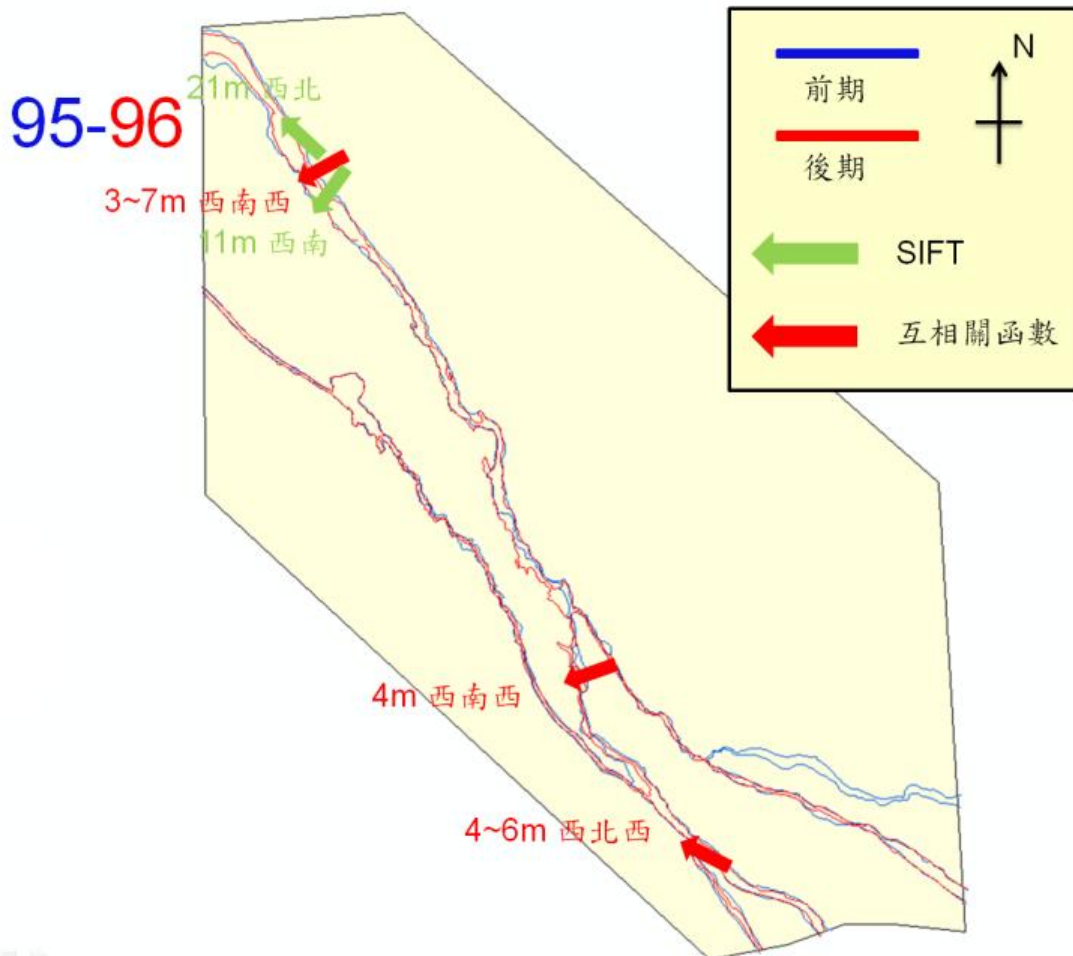 21m 西北
95-96
3~7m 西南西
11m 西南
4m 西南西
4~6m 西北西
N
前期
後期
SIFT
互相關函數